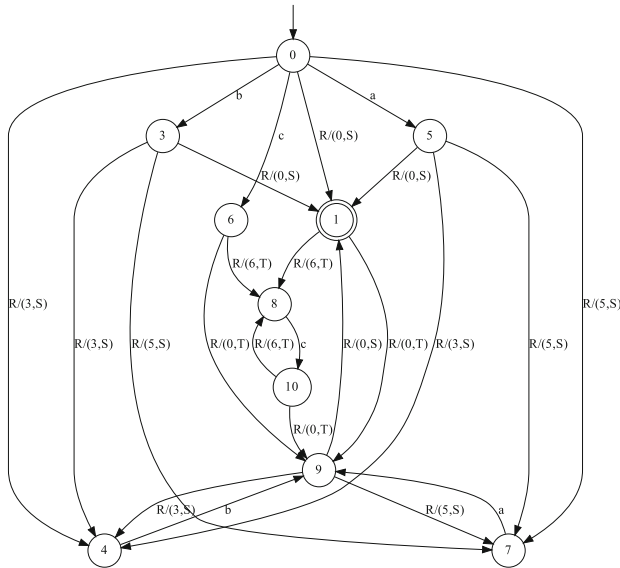 0
b
a
c
R/(0,S)
3
5
R/(0,S)
R/(0,S)
6
1
R/(6,T)
R/(6,T)
R/(3,S)
8
R/(5,S)
R/(3,S)
R/(5,S)
R/(0,T)
R/(6,T)
c
R/(0,S)
R/(0,T)
R/(3,S)
R/(5,S)
10
R/(0,T)
9
R/(3,S)
b
R/(5,S)
a
4
7